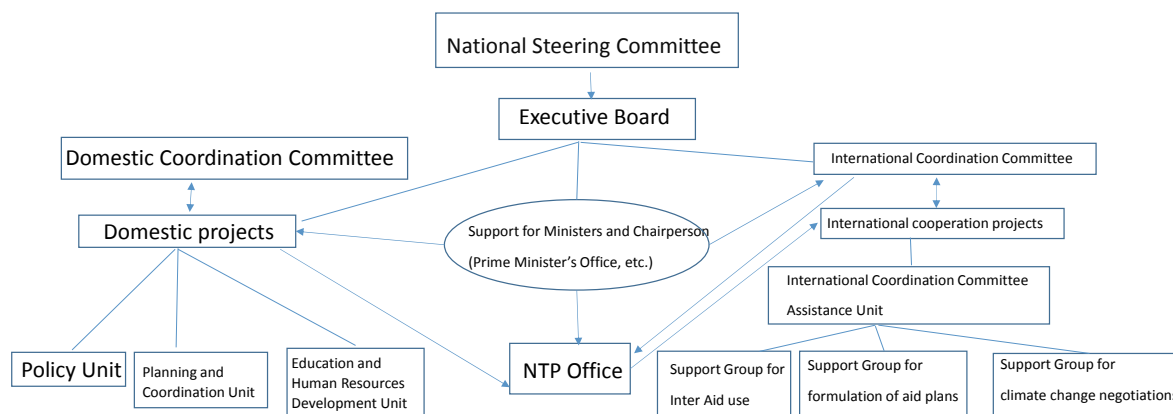 National Steering Committee
Executive Board
Domestic Coordination Committee
International Coordination Committee
Domestic projects
Support for Ministers and Chairperson
(Prime Minister's Office, etc.)
International cooperation projects
International Coordination Committee
Assistance Unit
Policy Unit
Planning and
Coordination Unit
Education and
Human Resources
Development Unit
NTP Office
Support Group for
Inter Aid use
Support Group for
formulation of aid plans
Support Group for
climate change negotiations